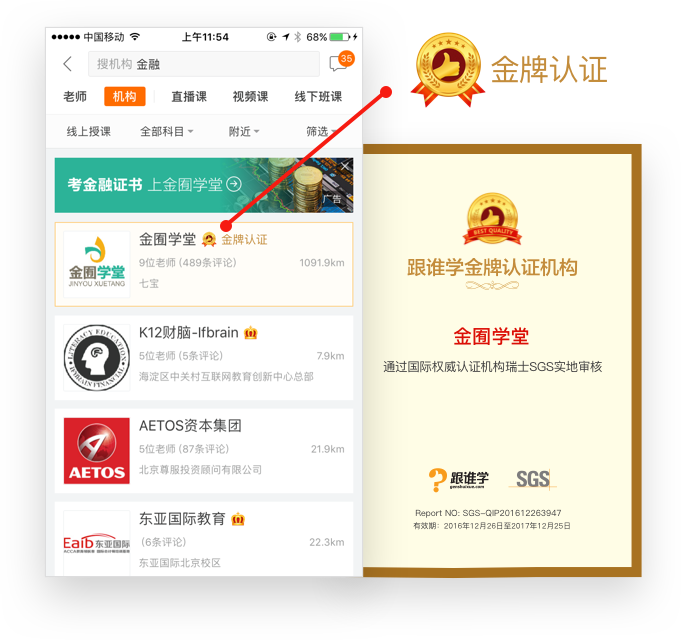 中国移动
上午11:54
68%
搜机构 金融
35
老师 机构 直播课 视频课 线下班课
线上授课 全部科目 附近 筛选
考金融证书 上金囿学堂
广告
金囿学堂 金牌认证
9位老师 (489条评论) 1091.9km
七宝
金囿学堂
JINYOU XUETANG
K12财脑-lfbrain
5位老师 (5条评论) 7.9km
海淀区中关村互联网教育创新中心总部
LITERACY EDUCATION
AETOS资本集团
5位老师 (87条评论) 21.9km
北京尊服投资顾问有限公司
AETOS
东亚国际教育
(6条评论) 22.3km
东亚国际北京校区
Eaib东亚国际
金牌认证
BEST QUALITY
跟谁学金牌认证机构
金囿学堂
通过国际权威认证机构瑞士SGS实地审核
跟谁学
genshuixue.com
SGS
Report NO: SGS-QIP201612263947
有效期：2016年12月26日至2017年12月25日